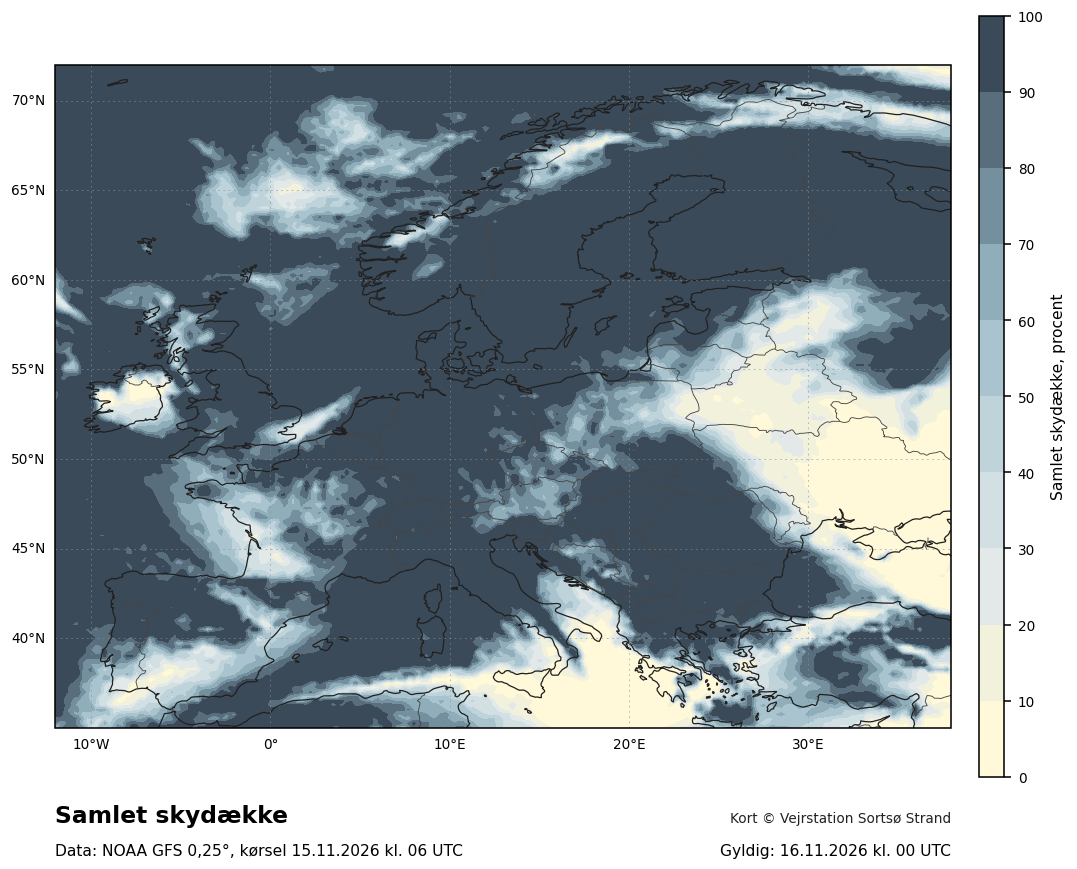 70°N
65°N
60°N
55°N
50°N
45°N
40°N
10°W
0°
10°E
20°E
30°E
100
90
80
70
60
50
40
30
20
10
0
Samlet skydække, procent
Samlet skydække
Kort © Vejrstation Sortsø Strand
Data: NOAA GFS 0,25°, kørsel 15.11.2026 kl. 06 UTC
Gyldig: 16.11.2026 kl. 00 UTC